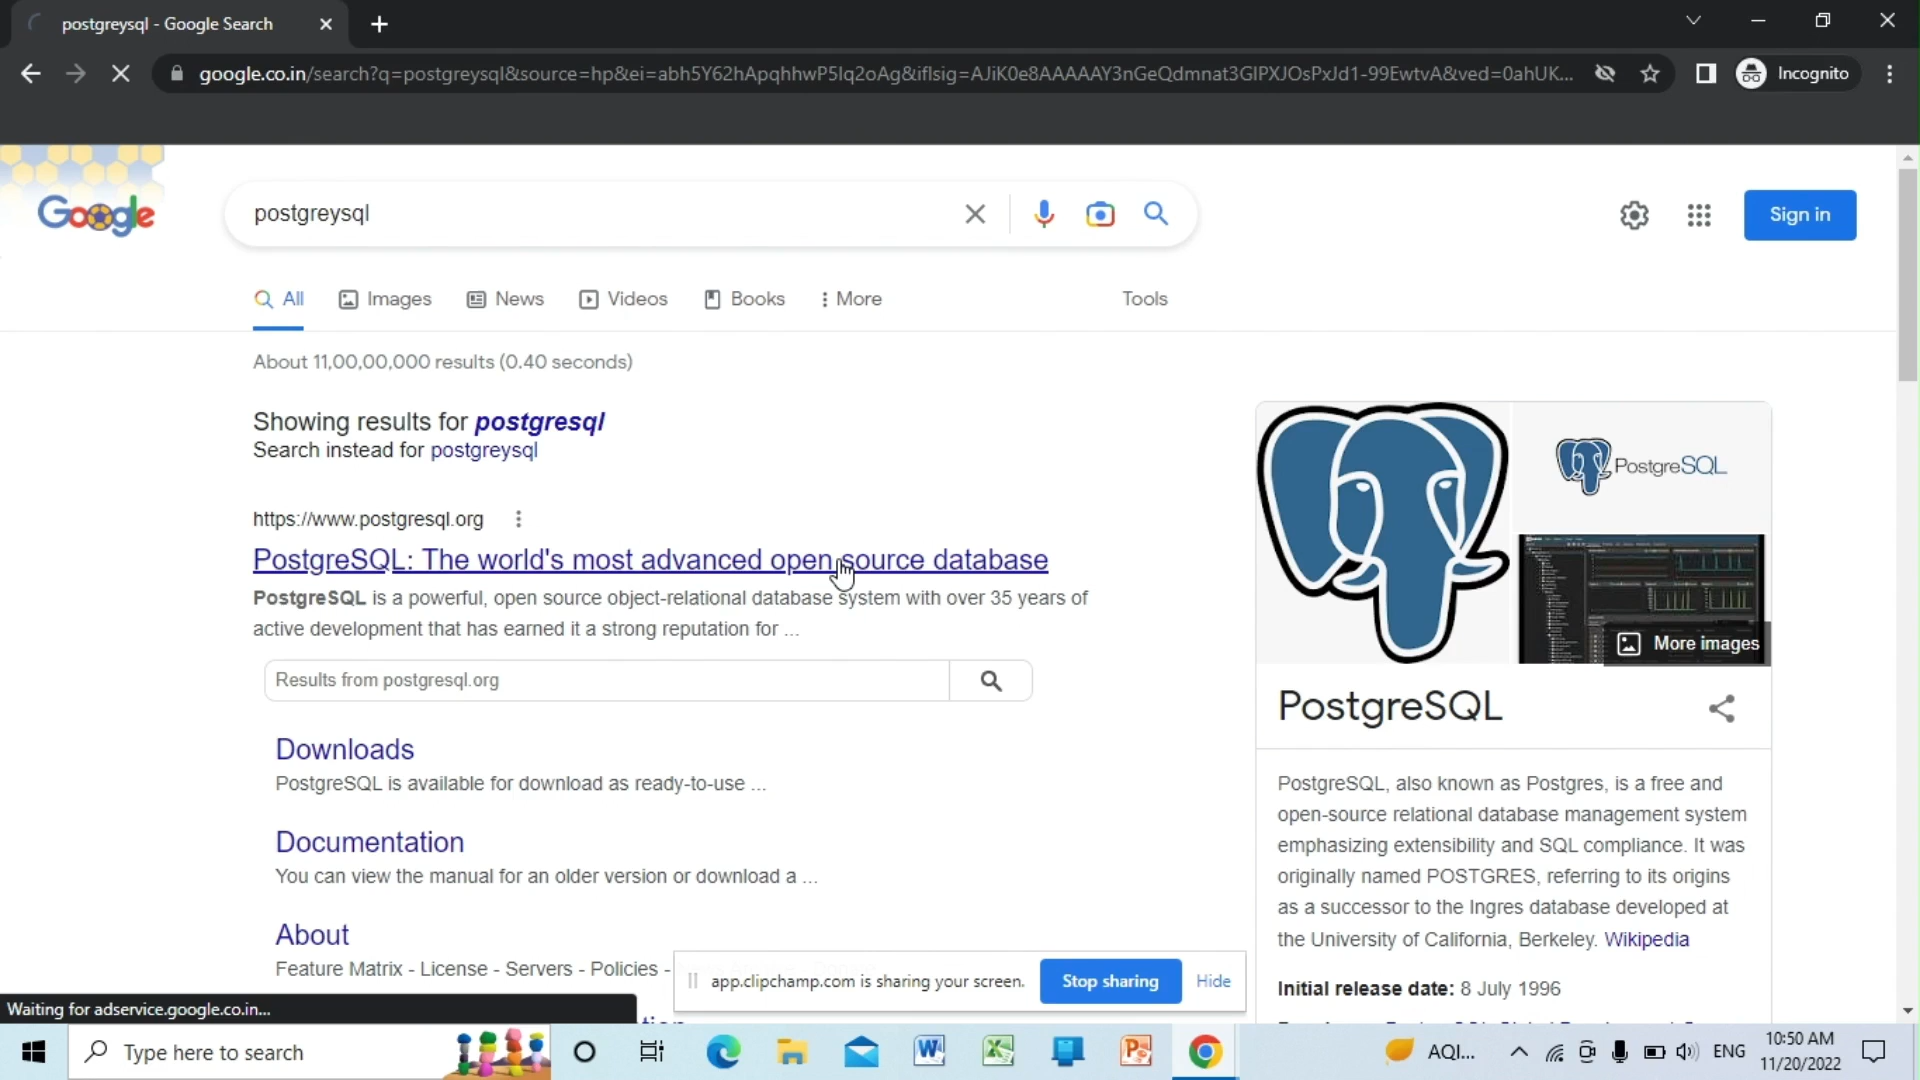 postgreysql - Google Search
google.co.in/search?q=postgreysql&source=hp&ei=abh5Y62hApqhhwP5Iq2oAg&iflsig=AJiK0e8AAAAAY3nGeQdmnat3GIPXJOsPxJd1-99EwtvA&ved=0ahUK...
Incognito
Google
postgreysql
Sign in
All
Images
News
Videos
Books
More
Tools
About 11,00,00,000 results (0.40 seconds)
Showing results for postgresql
Search instead for postgreysql
https://www.postgresql.org
PostgreSQL: The world's most advanced open source database
PostgreSQL is a powerful, open source object-relational database system with over 35 years of
active development that has earned it a strong reputation for ...
Results from postgresql.org
Downloads
PostgreSQL is available for download as ready-to-use ...
Documentation
You can view the manual for an older version or download a ...
About
Feature Matrix - License - Servers - Policies -
PostgreSQL
More images
PostgreSQL
PostgreSQL, also known as Postgres, is a free and
open-source relational database management system
emphasizing extensibility and SQL compliance. It was
originally named POSTGRES, referring to its origins
as a successor to the Ingres database developed at
the University of California, Berkeley. Wikipedia
Initial release date: 8 July 1996
app.clipchamp.com is sharing your screen.
Stop sharing
Hide
Waiting for adservice.google.co.in...
Type here to search
AQI...
ENG
10:50 AM
11/20/2022